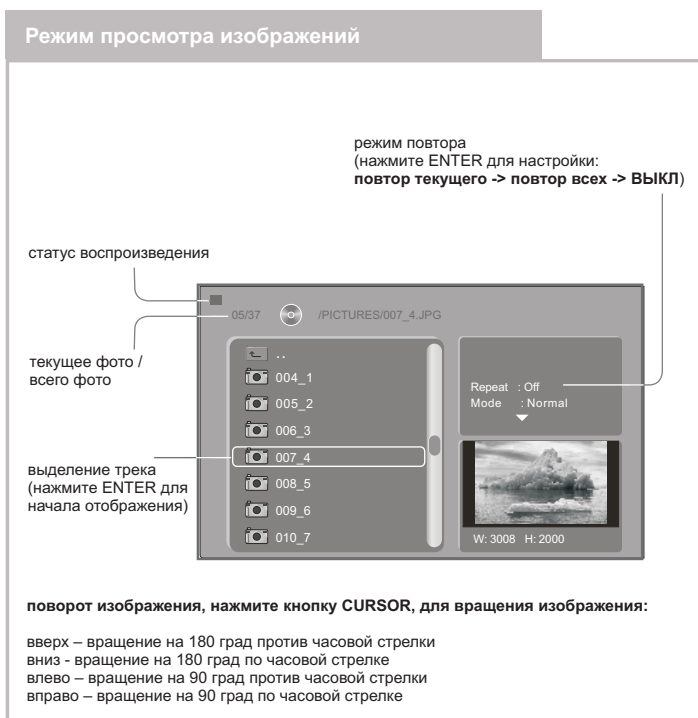 Режим просмотра изображений
режим повтора
(нажмите ENTER для настройки:
повтор текущего -> повтор всех -> ВЫКЛ)
статус воспроизведения
05/37 /PICTURES/007_4.JPG
текущее фото /
всего фото
..
004_1
005_2
006_3
007_4
008_5
009_6
010_7
Repeat : Off
Mode : Normal
выделение трека
(нажмите ENTER для
начала отображения)
W: 3008 H: 2000
поворот изображения, нажмите кнопку CURSOR, для вращения изображения:
вверх – вращение на 180 град против часовой стрелки
вниз - вращение на 180 град по часовой стрелке
влево – вращение на 90 град против часовой стрелки
вправо – вращение на 90 град по часовой стрелке